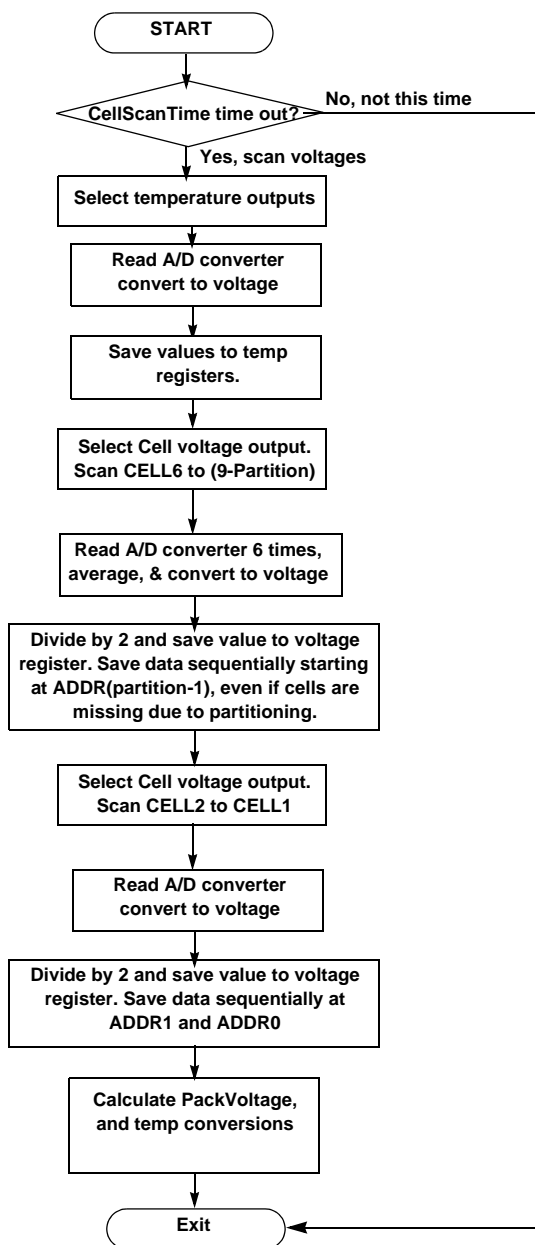 START
CellScanTime time out?
No, not this time
Yes, scan voltages
Select temperature outputs
Read A/D converter
convert to voltage
Save values to temp
registers.
Select Cell voltage output.
Scan CELL6 to (9-Partition)
Read A/D converter 6 times,
average, & convert to voltage
Divide by 2 and save value to voltage
register. Save data sequentially starting
at ADDR(partition-1), even if cells are
missing due to partitioning.
Select Cell voltage output.
Scan CELL2 to CELL1
Read A/D converter
convert to voltage
Divide by 2 and save value to voltage
register. Save data sequentially at
ADDR1 and ADDR0
Calculate PackVoltage,
and temp conversions
Exit